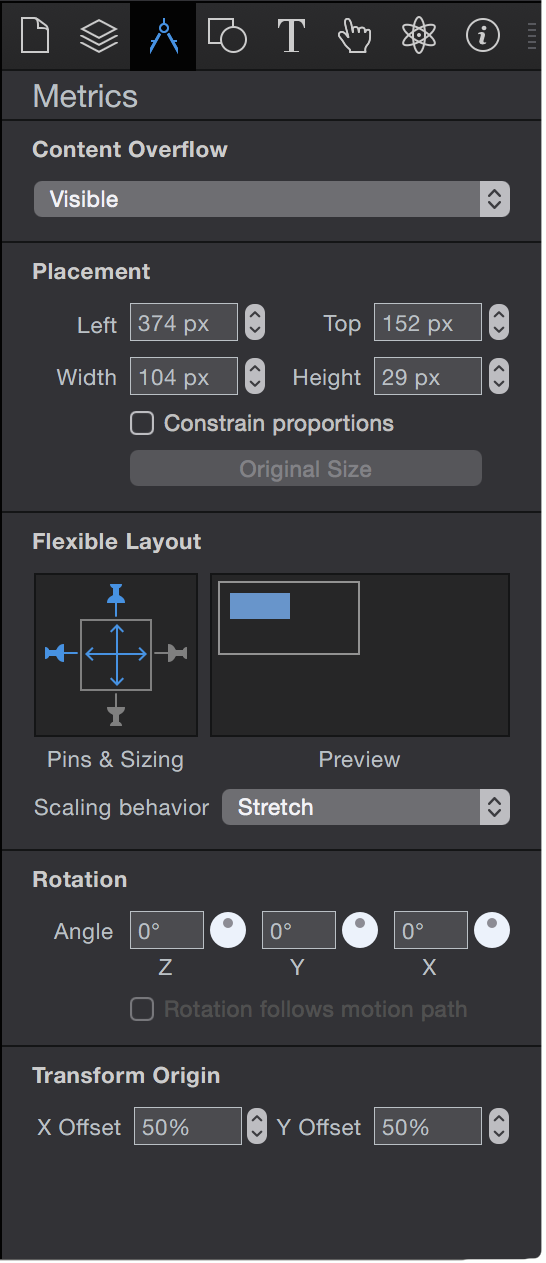 T
Metrics
Content Overflow
Visible
Placement
Left 374 px Top 152 px
Width 104 px Height 29 px
Constrain proportions
Original Size
Flexible Layout
Pins & Sizing Preview
Scaling behavior Stretch
Rotation
Angle 0° 0° 0°
Z Y X
Rotation follows motion path
Transform Origin
X Offset 50% Y Offset 50%